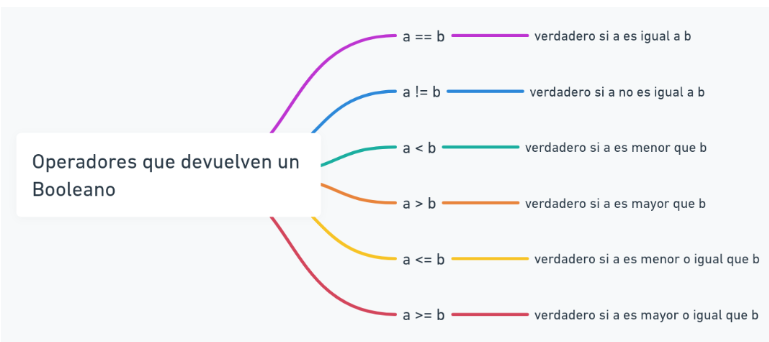 Operadores que devuelven un
Booleano
a == b verdadero si a es igual a b
a != b verdadero si a no es igual a b
a < b verdadero si a es menor que b
a > b verdadero si a es mayor que b
a <= b verdadero si a es menor o igual que b
a >= b verdadero si a es mayor o igual que b